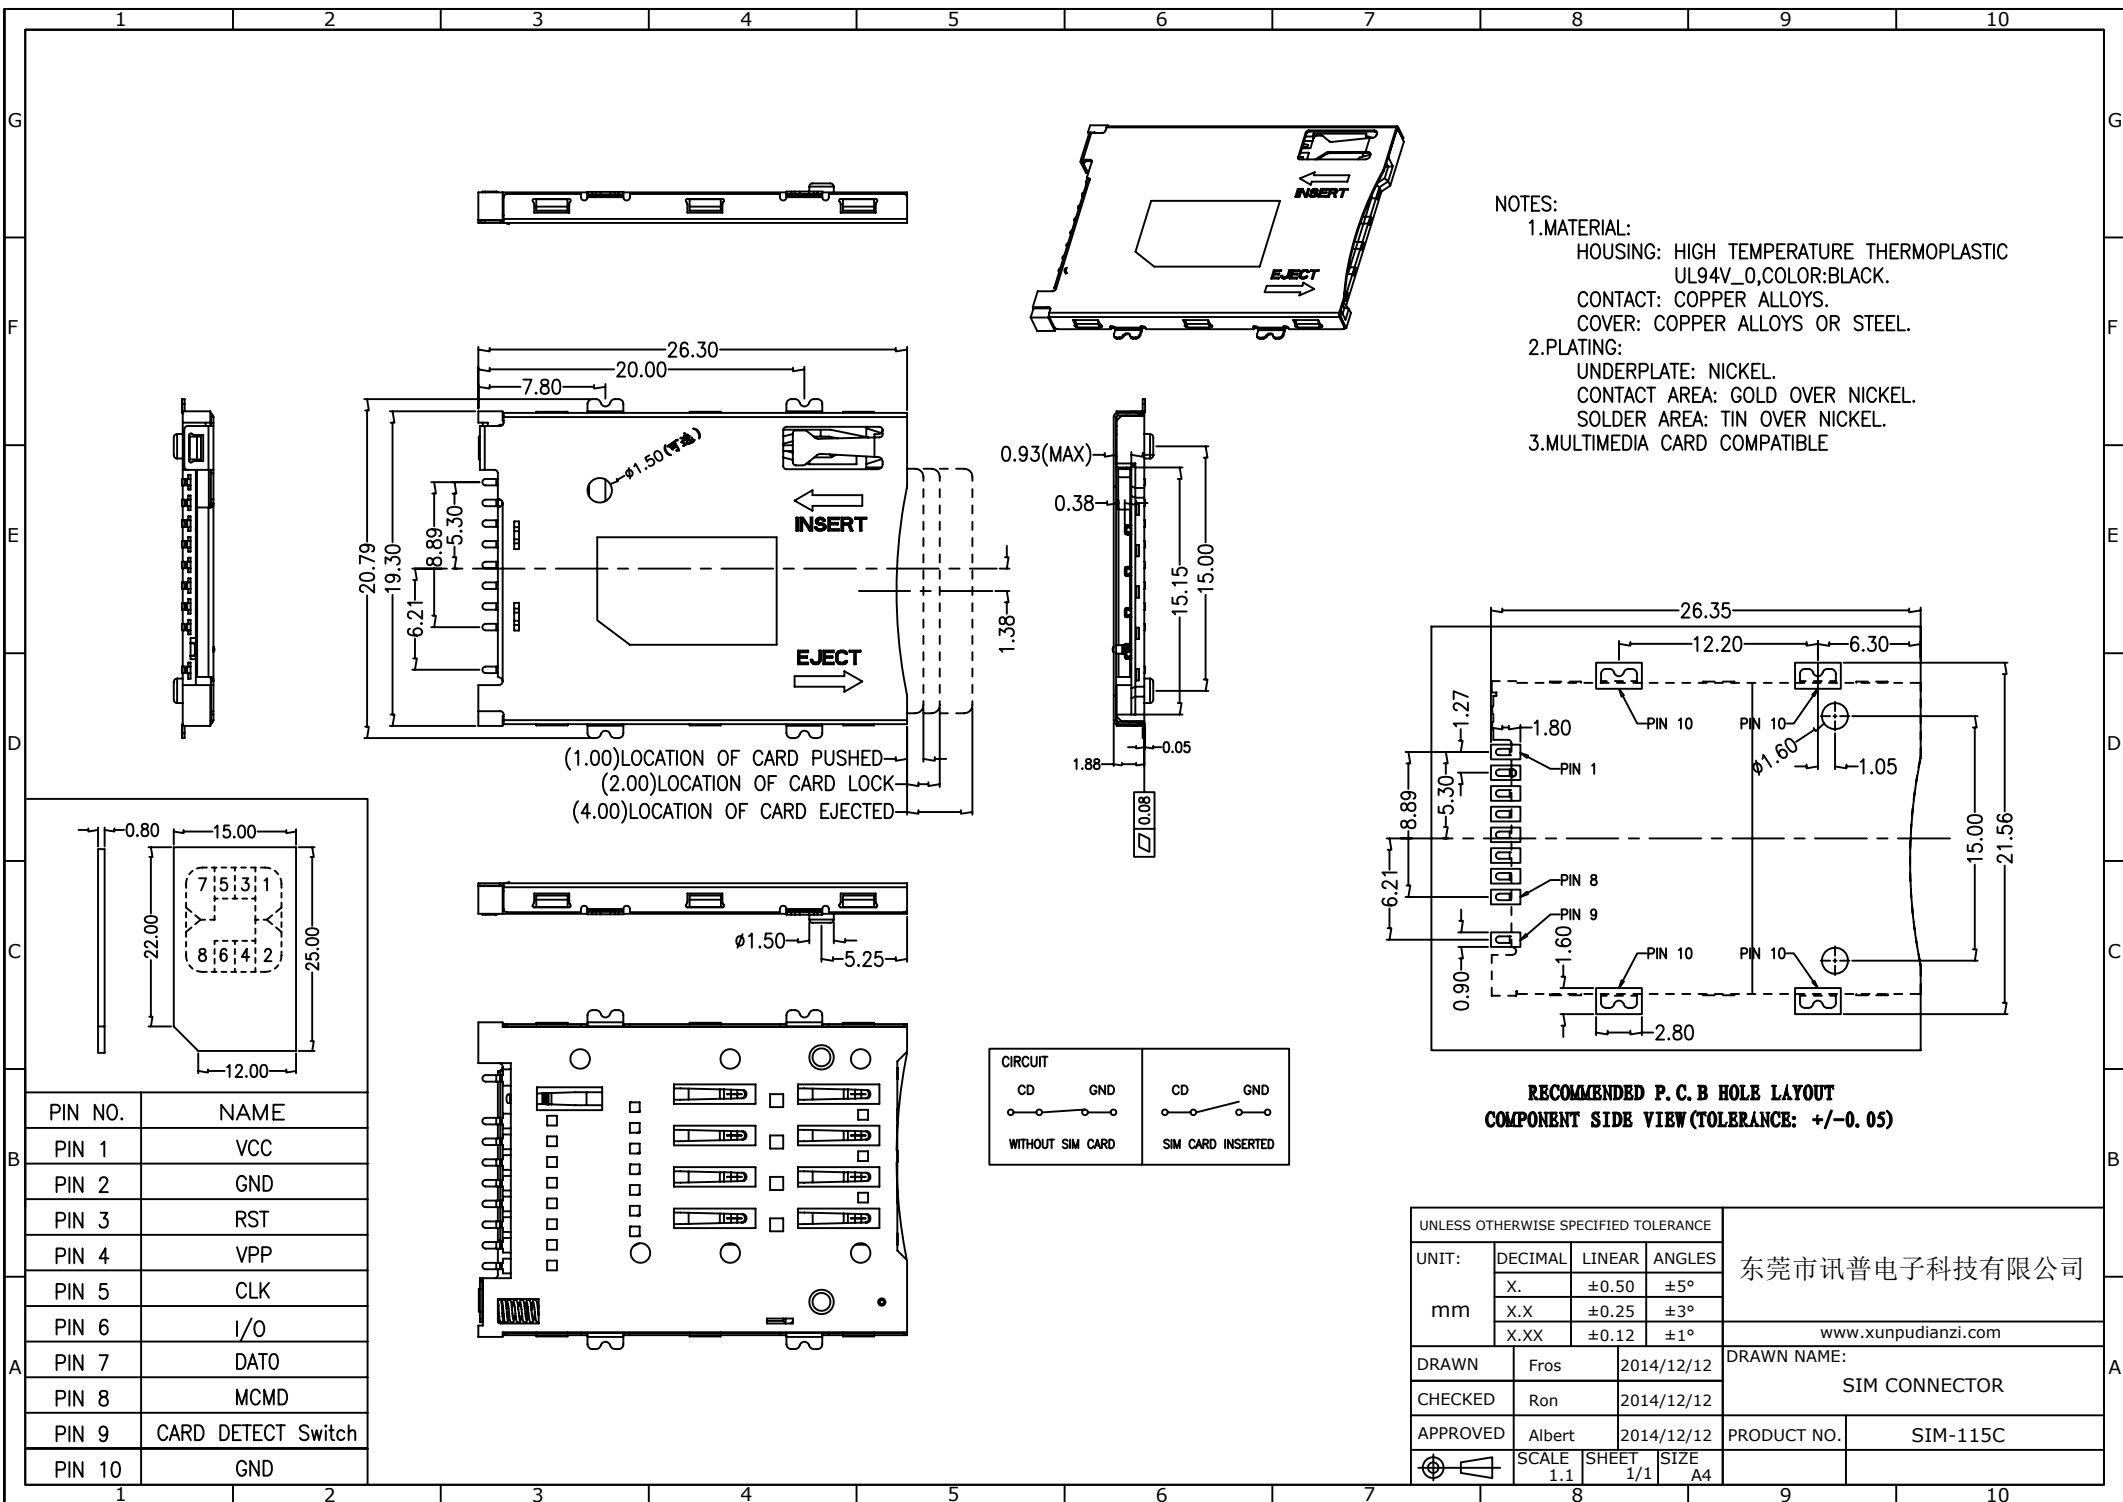 1 2 3 4 5 6 7 8 9 10
G
F
E
D
C
B
A
G
F
E
D
C
B
A
INSERT
EJECT
NOTES:
1.MATERIAL:
HOUSING: HIGH TEMPERATURE THERMOPLASTIC
UL94V_0,COLOR:BLACK.
CONTACT: COPPER ALLOYS.
COVER: COPPER ALLOYS OR STEEL.
2.PLATING:
UNDERPLATE: NICKEL.
CONTACT AREA: GOLD OVER NICKEL.
SOLDER AREA: TIN OVER NICKEL.
3.MULTIMEDIA CARD COMPATIBLE
26.30
20.00
7.80
ø1.50(可选)
20.79
19.30
8.89
5.30
6.21
INSERT
EJECT
1.38
(1.00)LOCATION OF CARD PUSHED
(2.00)LOCATION OF CARD LOCK
(4.00)LOCATION OF CARD EJECTED
0.93(MAX)
0.38
15.15
15.00
0.05
1.88
0.08
26.35
12.20
6.30
1.27
1.80
PIN 10
PIN 10
ø1.60
1.05
PIN 1
5.30
8.89
6.21
15.00
21.56
PIN 8
PIN 9
1.60
PIN 10
PIN 10
0.90
2.80
RECOMMENDED P.C.B HOLE LAYOUT
COMPONENT SIDE VIEW(TOLERANCE: +/-0.05)
0.80
15.00
7 5 3 1
8 6 4 2
22.00
25.00
12.00
ø1.50
5.25
CIRCUIT
CD GND
WITHOUT SIM CARD
CD GND
SIM CARD INSERTED
PIN NO. NAME
PIN 1 VCC
PIN 2 GND
PIN 3 RST
PIN 4 VPP
PIN 5 CLK
PIN 6 I/O
PIN 7 DAT0
PIN 8 MCMD
PIN 9 CARD DETECT Switch
PIN 10 GND
UNLESS OTHERWISE SPECIFIED TOLERANCE
UNIT: DECIMAL LINEAR ANGLES
mm
X. ±0.50 ±5°
X.X ±0.25 ±3°
X.XX ±0.12 ±1°
东莞市讯普电子科技有限公司
www.xunpudianzi.com
DRAWN Fros 2014/12/12
CHECKED Ron 2014/12/12
APPROVED Albert 2014/12/12
DRAWN NAME:
SIM CONNECTOR
PRODUCT NO. SIM-115C
SCALE 1.1 SHEET 1/1 SIZE A4
1 2 3 4 5 6 7 8 9 10